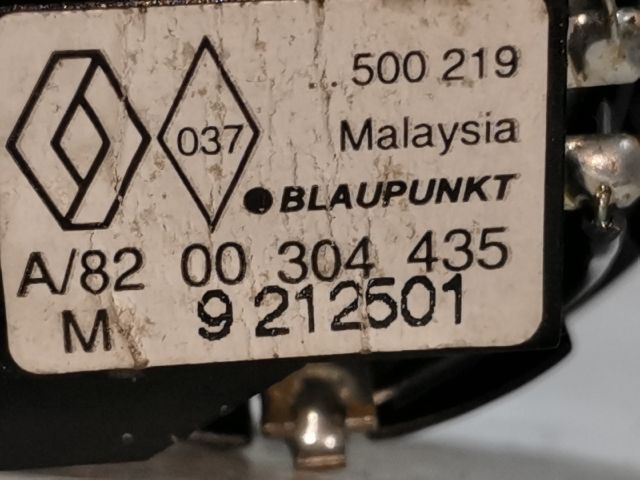 ...500 219
037
Malaysia
BLAUPUNKT
A/82 00 304 435
M 9 212501